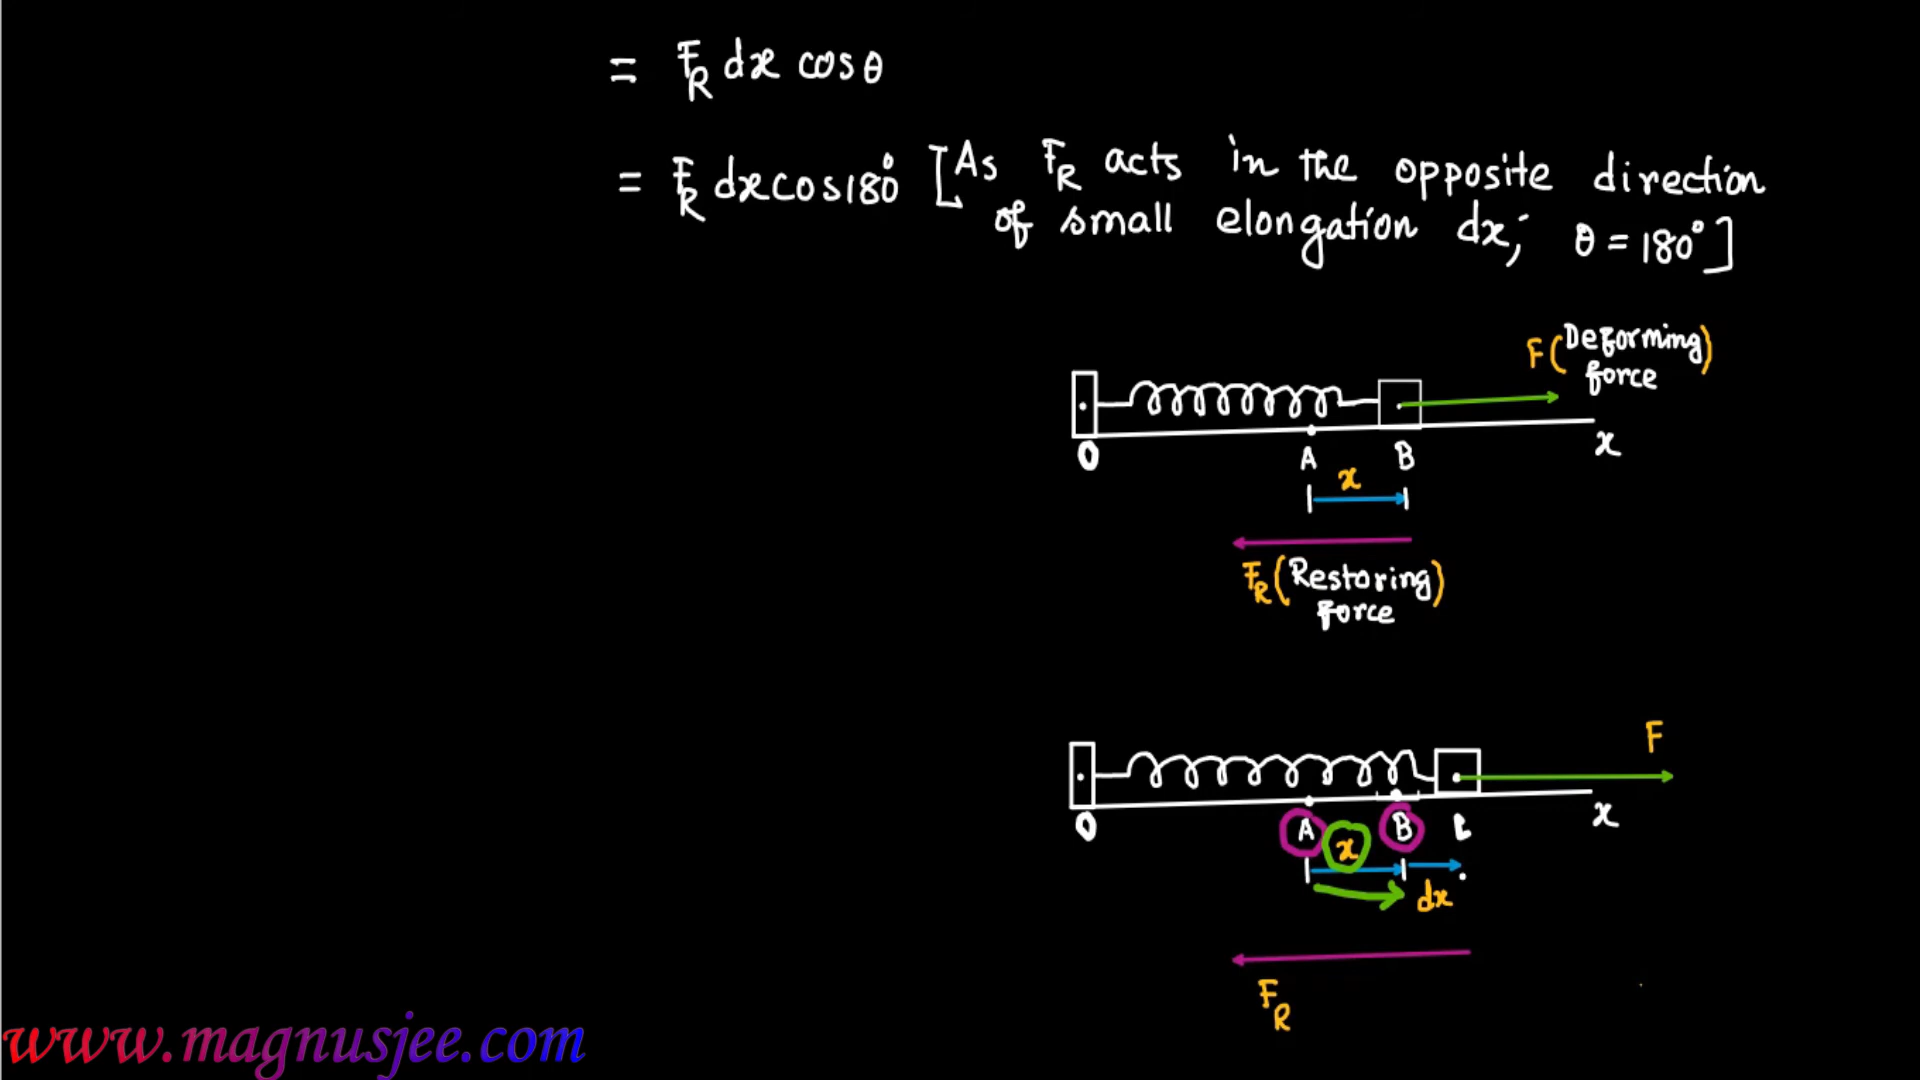 = F_R dx cosθ
= F_R dx cos180° [As F_R acts in the opposite direction
of small elongation dx; θ = 180°]
F (Deforming)
force
x
O A B
x
F_R (Restoring)
force
F
x
O A x B
dx
F_R
www.magnusjee.com